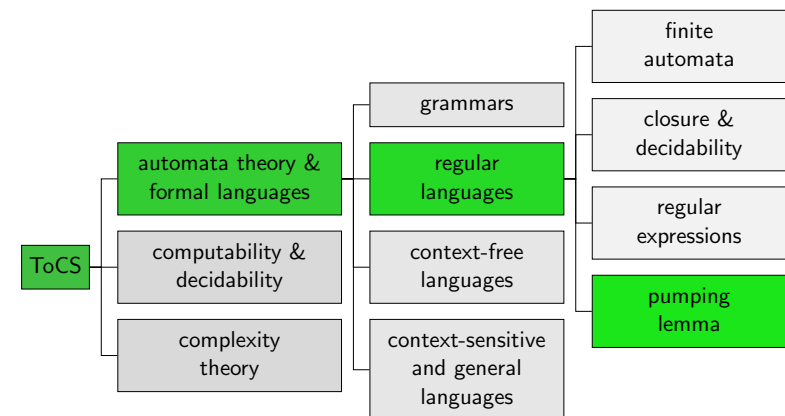 ToCS
automata theory &
formal languages
computability &
decidability
complexity
theory
grammars
regular
languages
context-free
languages
context-sensitive
and general
languages
finite
automata
closure &
decidability
regular
expressions
pumping
lemma